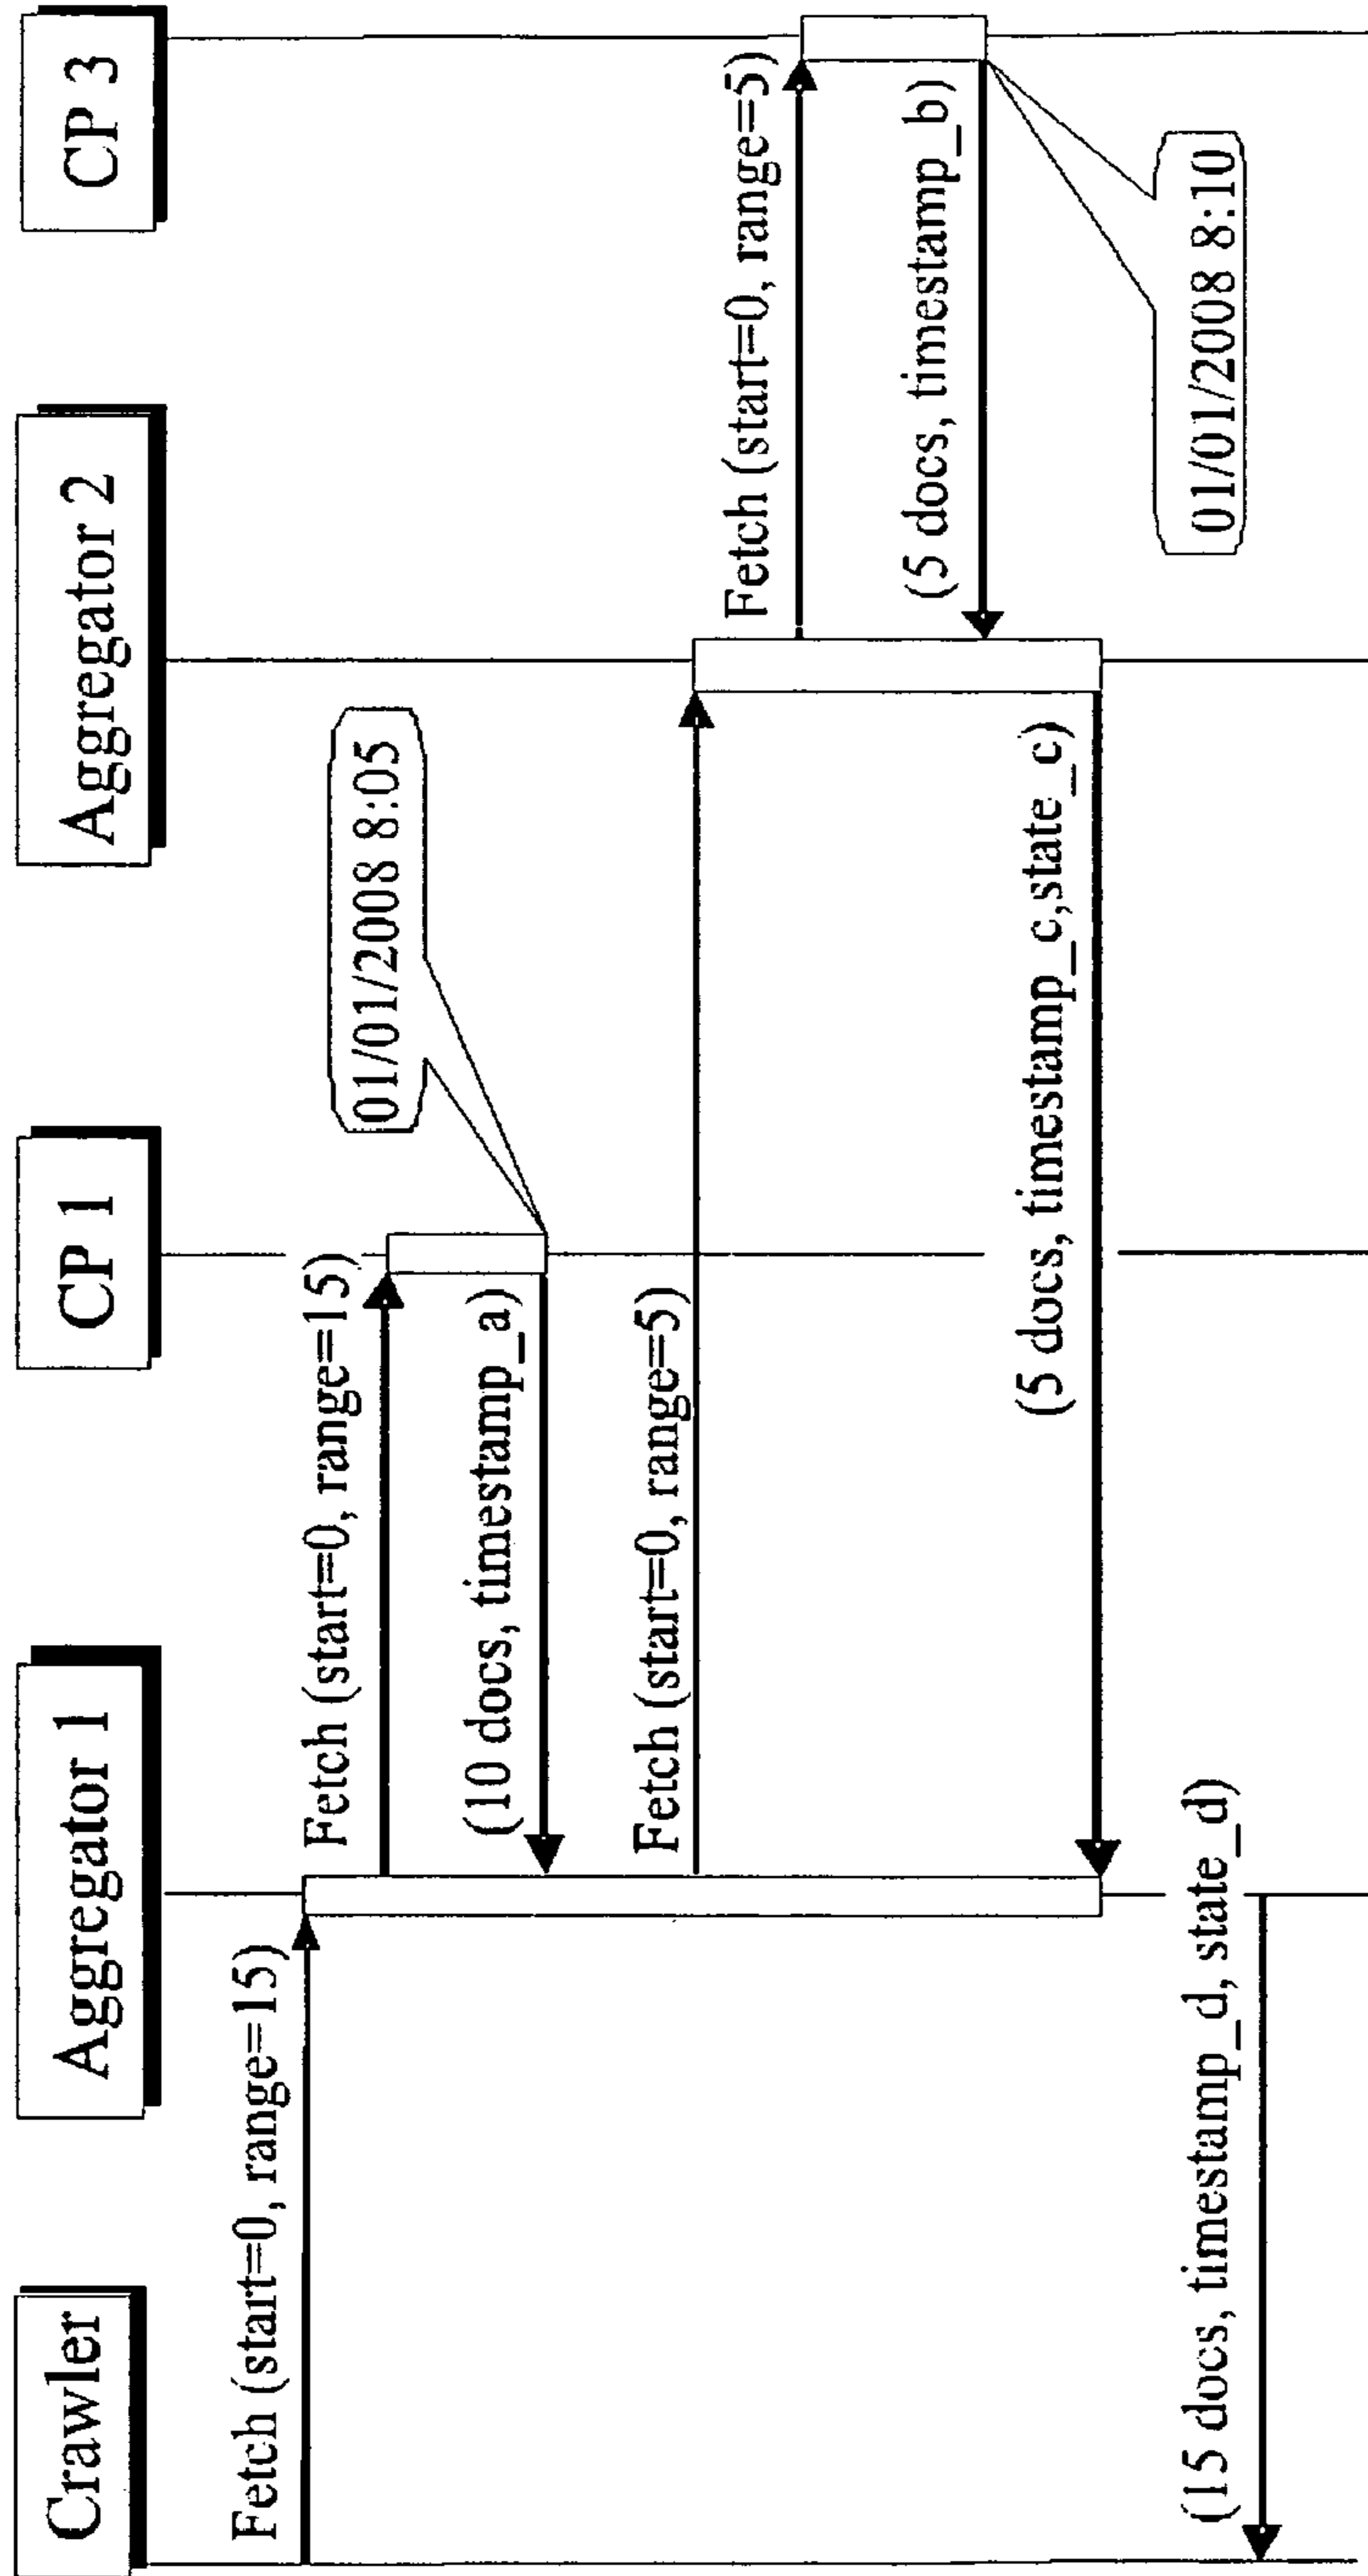 Crawler
Aggregator 1
CP 1
Aggregator 2
CP 3
Fetch (start=0, range=15)
Fetch (start=0, range=15)
01/01/2008 8:05
(10 docs, timestamp_a)
Fetch (start=0, range=5)
Fetch (start=0, range=5)
(5 docs, timestamp_b)
(5 docs, timestamp_c,state_c)
01/01/2008 8:10
(15 docs, timestamp_d, state_d)